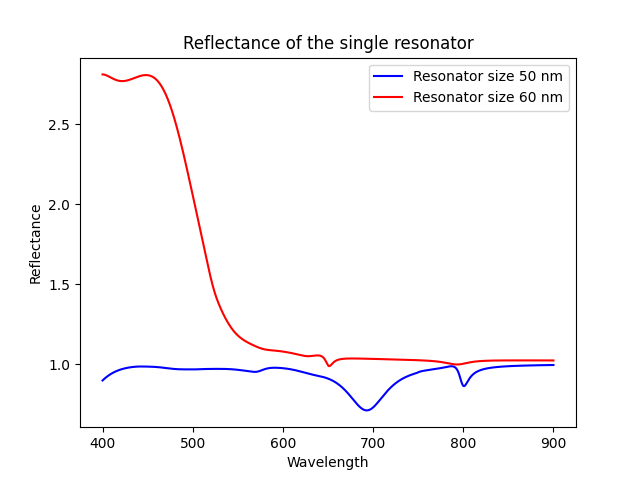 Reflectance of the single resonator
Resonator size 50 nm
Resonator size 60 nm
Reflectance
2.5
2.0
1.5
1.0
400 500 600 700 800 900
Wavelength